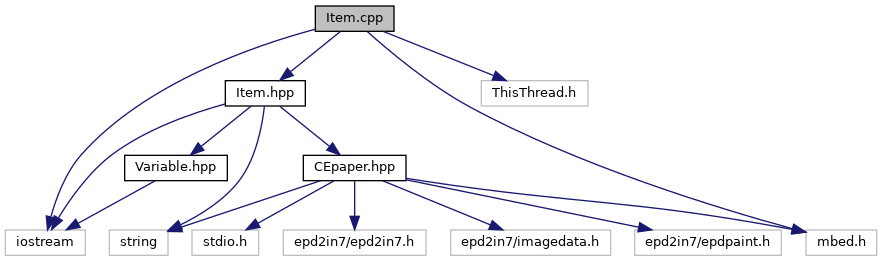 Item.cpp
Item.hpp
ThisThread.h
Variable.hpp
CEpaper.hpp
iostream
string
stdio.h
epd2in7/epd2in7.h
epd2in7/imagedata.h
epd2in7/epdpaint.h
mbed.h